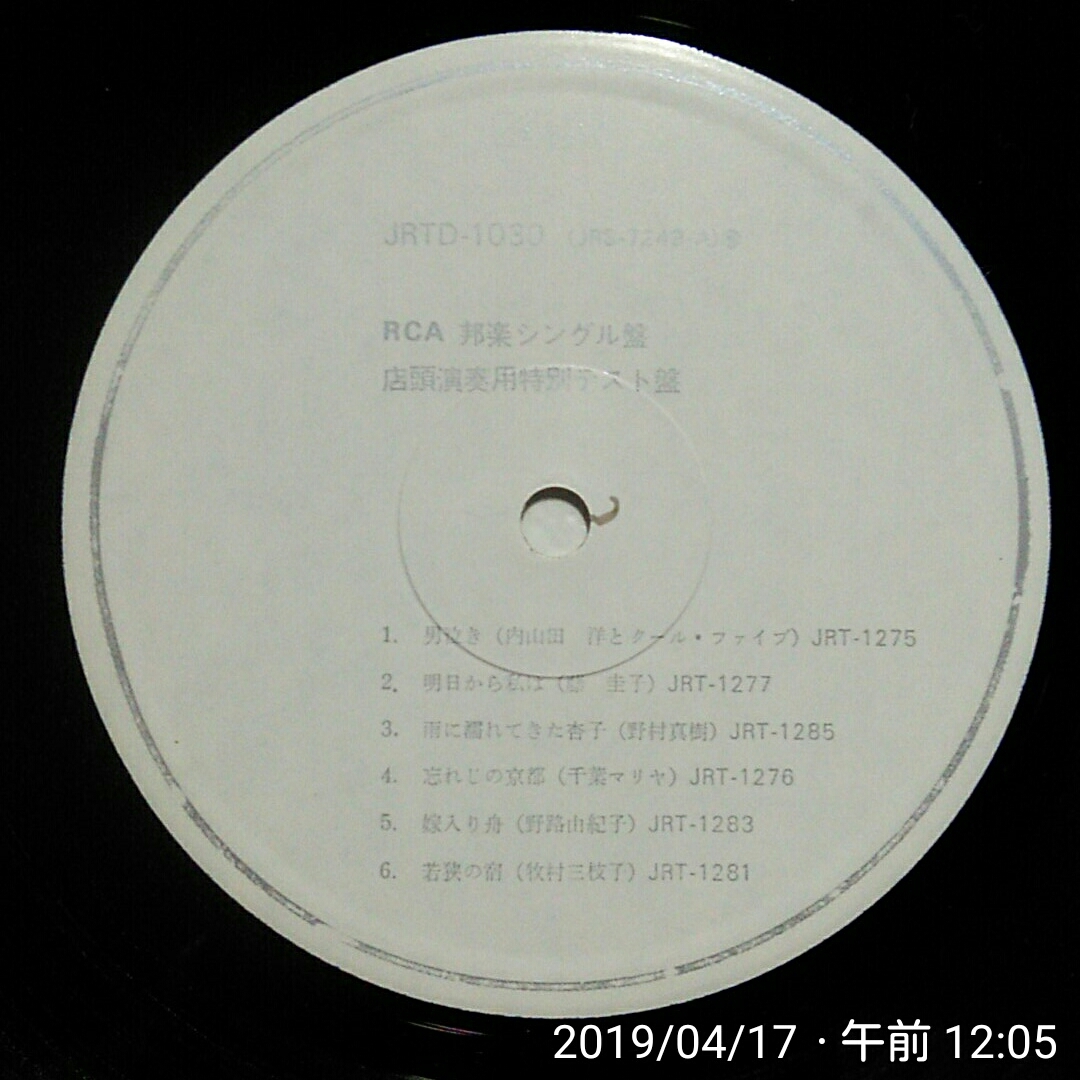 JRTD-1030 (JRS-7249-A)
RCA 邦楽シングル盤
店頭演奏用特別テスト盤
1. 男泣き (内山田 洋とクール・ファイブ) JRT-1275
2. 明日から私は (藤 圭子) JRT-1277
3. 雨に濡れてきた杏子 (野村真樹) JRT-1285
4. 忘れじの京都 (千葉マリヤ) JRT-1276
5. 嫁入り舟 (野路由紀子) JRT-1283
6. 若狭の宿 (牧村三枝子) JRT-1281
2019/04/17・午前 12:05